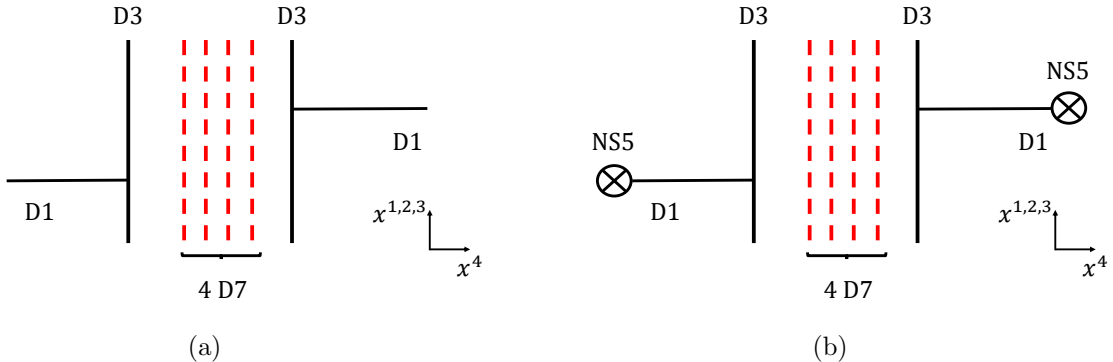 D3
D3
D1
D1
x^{1,2,3}
x^4
4 D7
(a)
D3
D3
NS5
D1
NS5
D1
x^{1,2,3}
x^4
4 D7
(b)